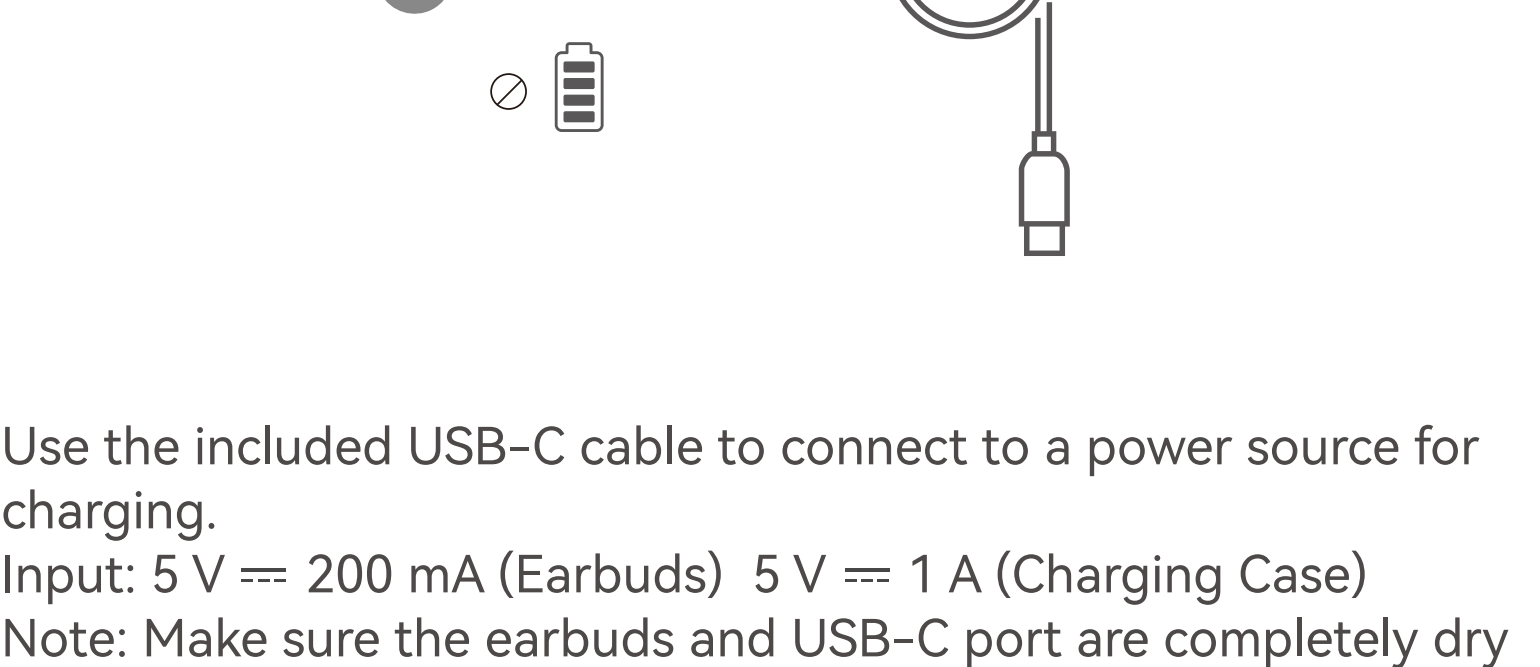 Use the included USB-C cable to connect to a power source for
charging.
Input: 5 V ⎓ 200 mA (Earbuds)  5 V ⎓ 1 A (Charging Case)
Note: Make sure the earbuds and USB-C port are completely dry